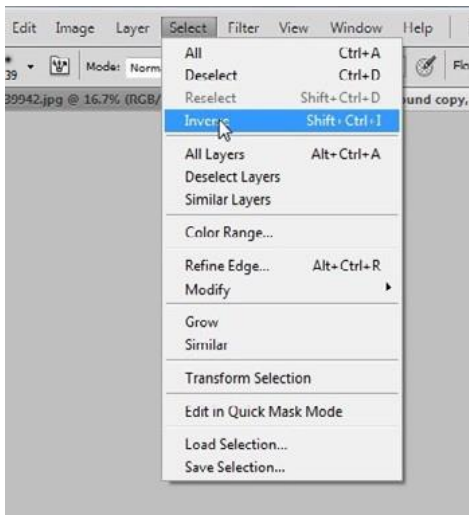 Edit Image Layer Select Filter View Window Help
39 Mode: Norm
39942.jpg @ 16.7% (RGB/ ound copy,
All Ctrl+A
Deselect Ctrl+D
Reselect Shift+Ctrl+D
Inverse Shift+Ctrl+I
All Layers Alt+Ctrl+A
Deselect Layers
Similar Layers
Color Range...
Refine Edge... Alt+Ctrl+R
Modify
Grow
Similar
Transform Selection
Edit in Quick Mask Mode
Load Selection...
Save Selection...